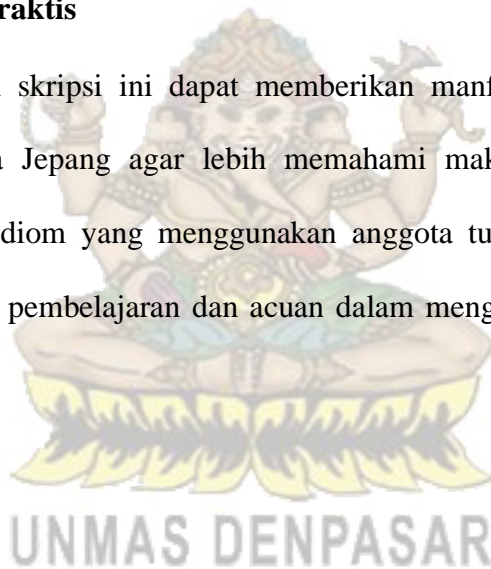 raktis
skripsi ini dapat memberikan manf
Jepang agar lebih memahami mak
diom yang menggunakan anggota tu
pembelajaran dan acuan dalam meng
UNMAS DENPASAR